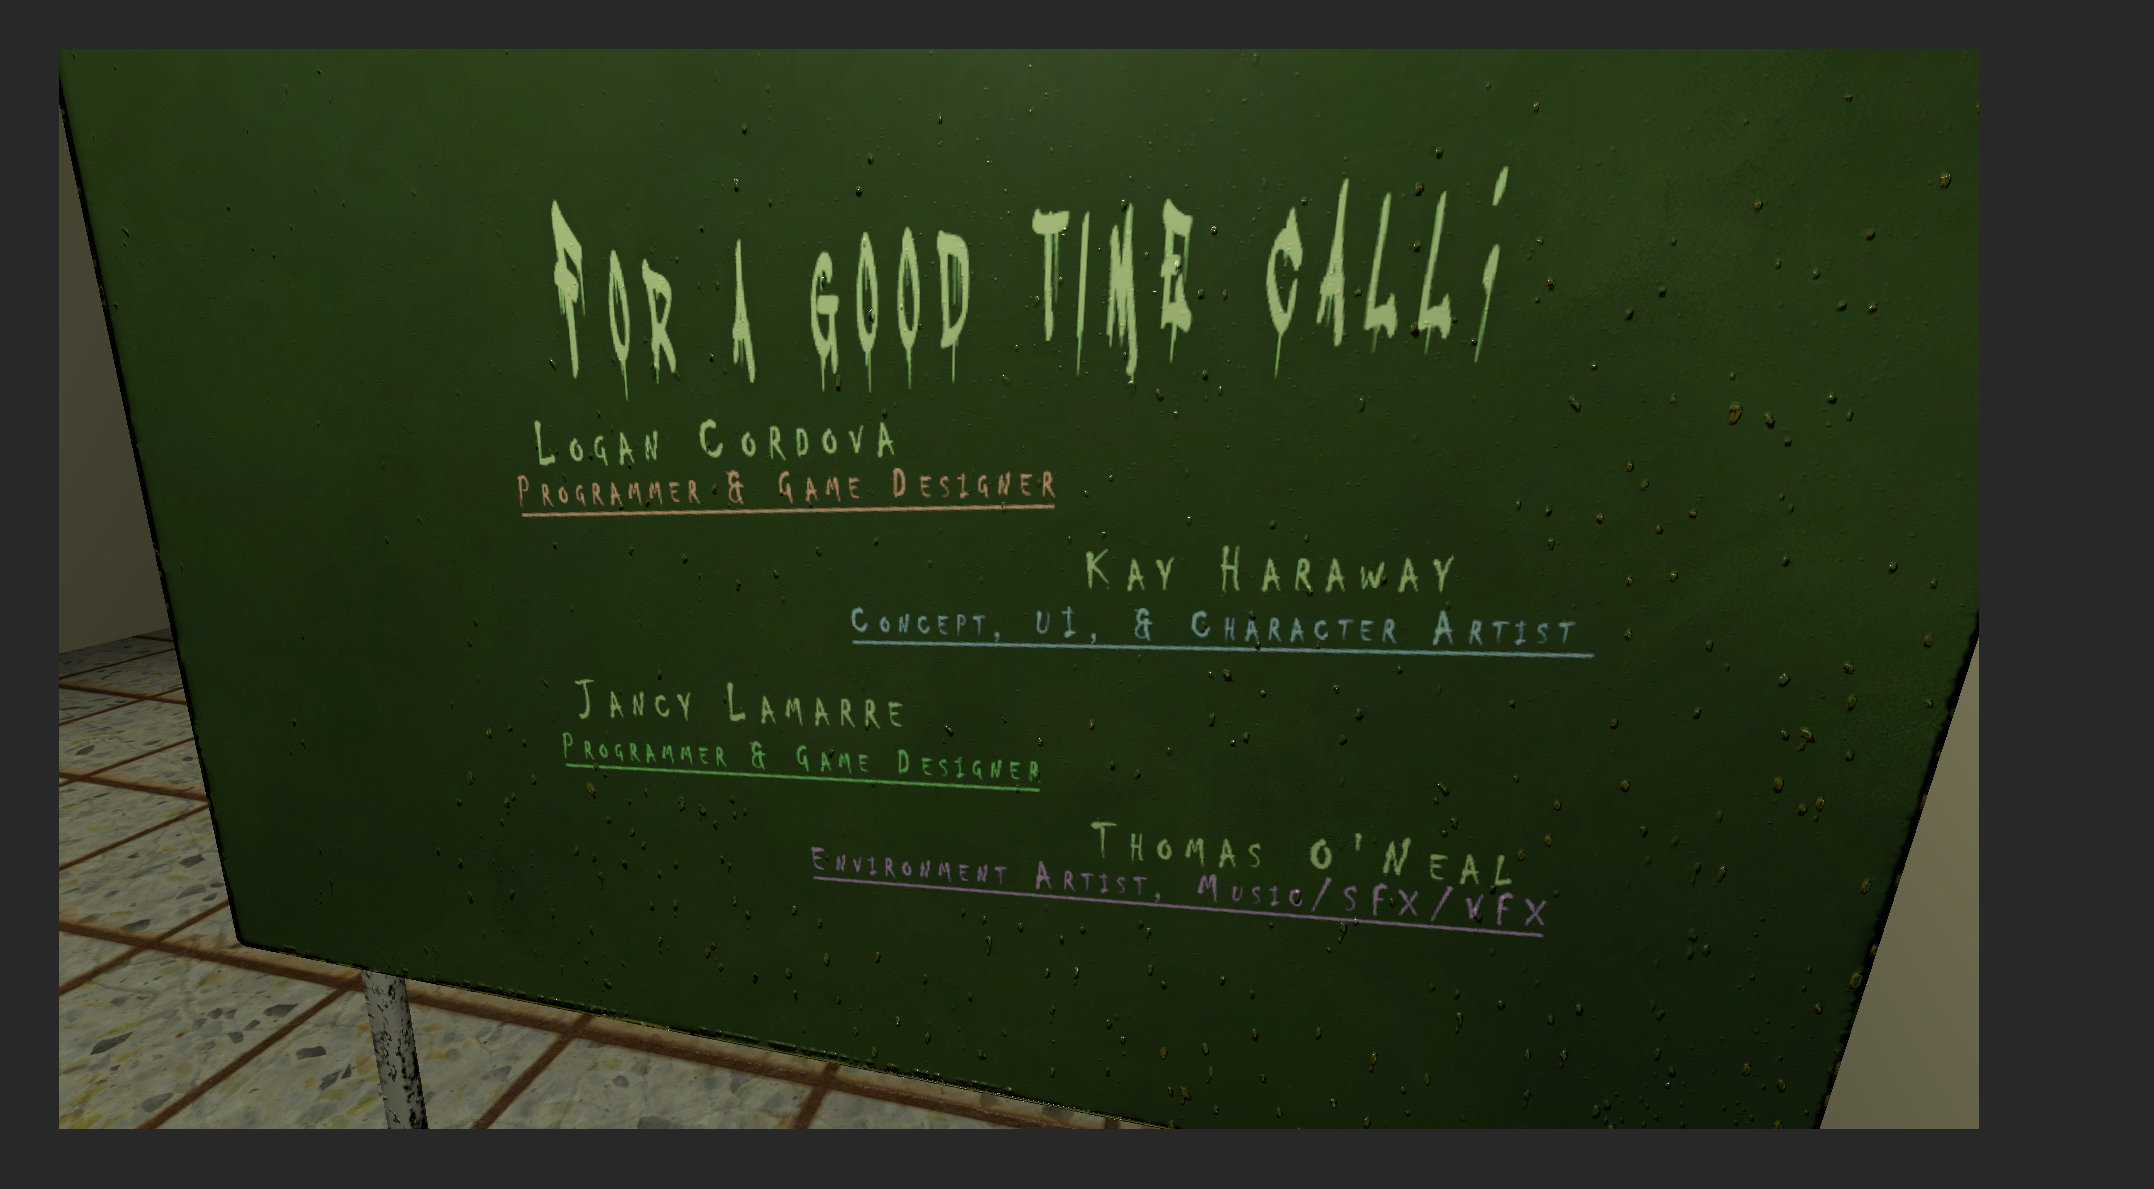 FOR A GOOD TIME CALL:
LOGAN CORDOVA
PROGRAMMER & GAME DESIGNER
KAY HARAWAY
CONCEPT, UI, & CHARACTER ARTIST
JANCY LAMARRE
PROGRAMMER & GAME DESIGNER
THOMAS O'NEAL
ENVIRONMENT ARTIST, MUSIC/SFX/VFX